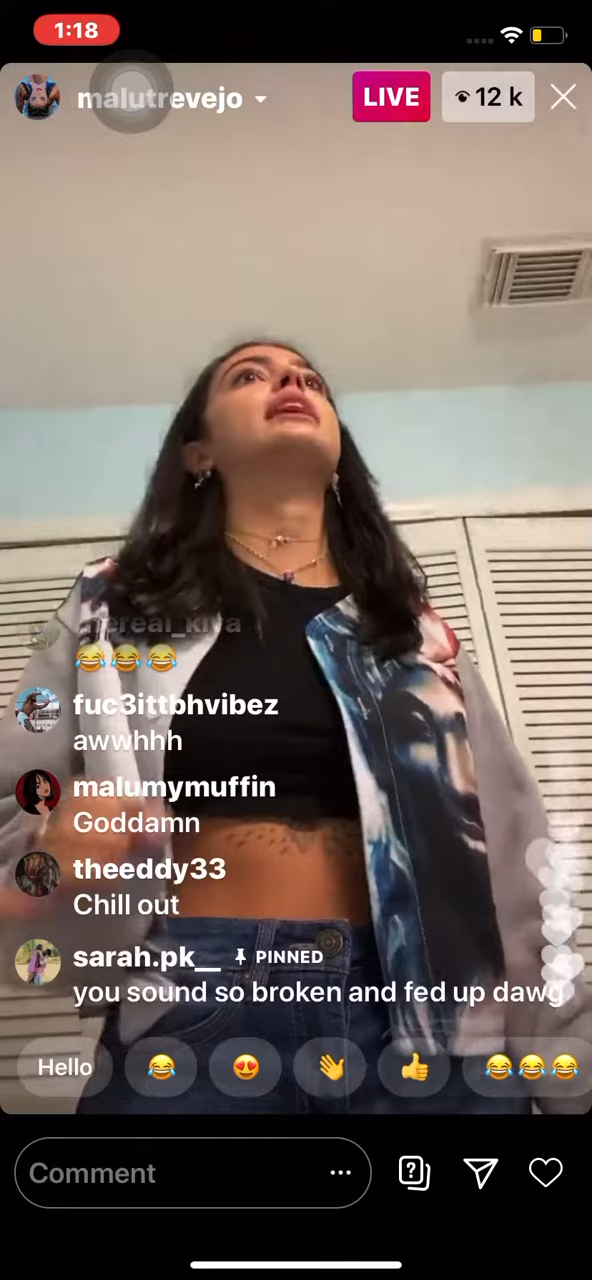 1:18
malutrevejo
LIVE
12 k
😂😂😂
fuc3ittbhvibez
awwhhh
malumymuffin
Goddamn
theeddy33
Chill out
sarah.pk__ PINNED
you sound so broken and fed up dawg
Hello 😂 😍 👋 👍 😂😂😂
Comment